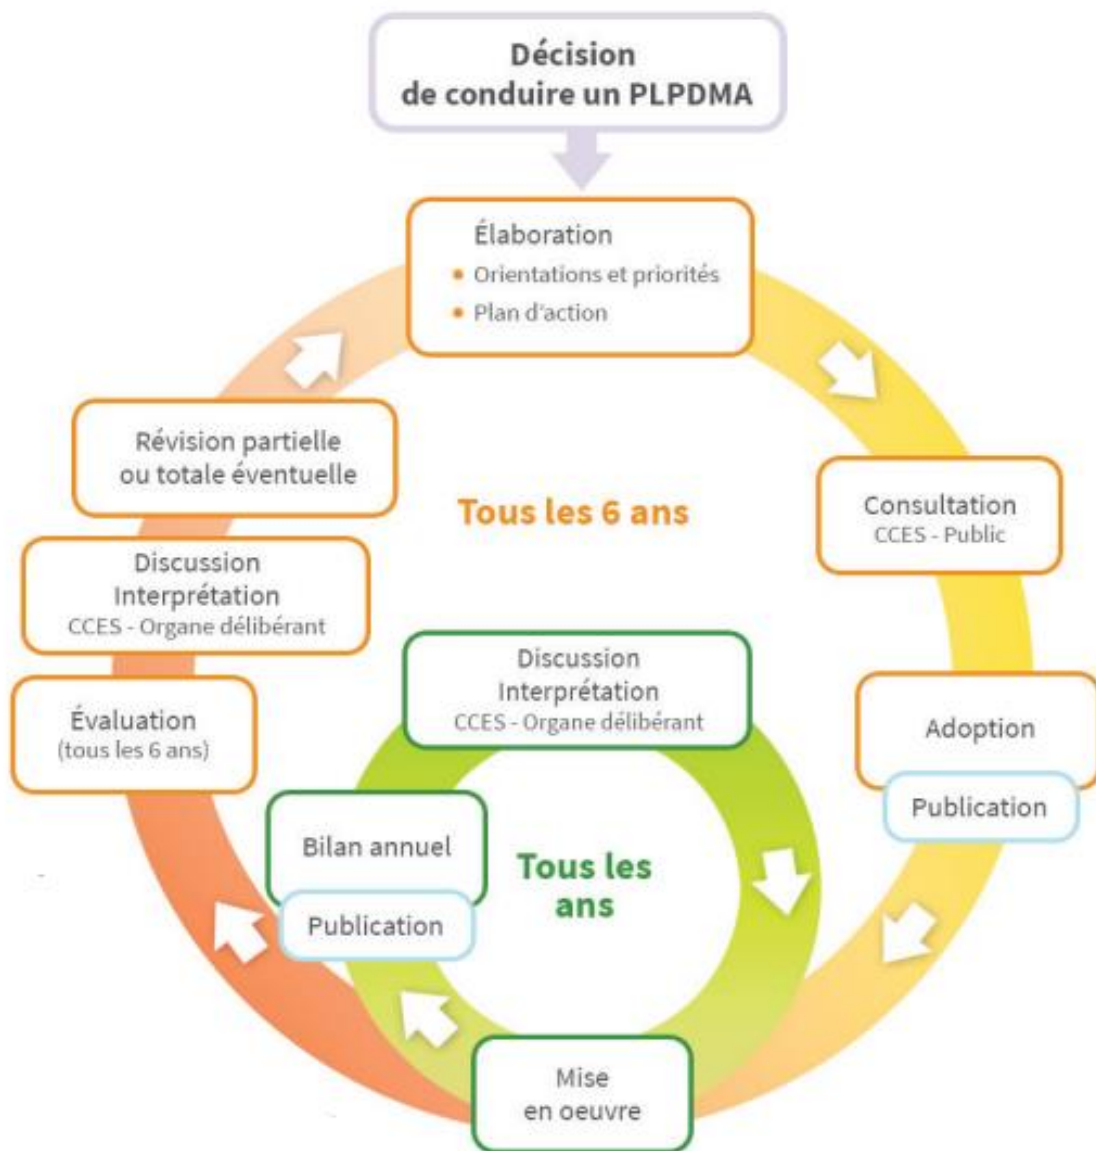 Décision
de conduire un PLPDMA
Élaboration
• Orientations et priorités
• Plan d'action
Révision partielle
ou totale éventuelle
Tous les 6 ans
Consultation
CCES - Public
Discussion
Interprétation
CCES - Organe délibérant
Discussion
Interprétation
CCES - Organe délibérant
Évaluation
(tous les 6 ans)
Adoption
Publication
Bilan annuel
Publication
Tous les
ans
Mise
en oeuvre